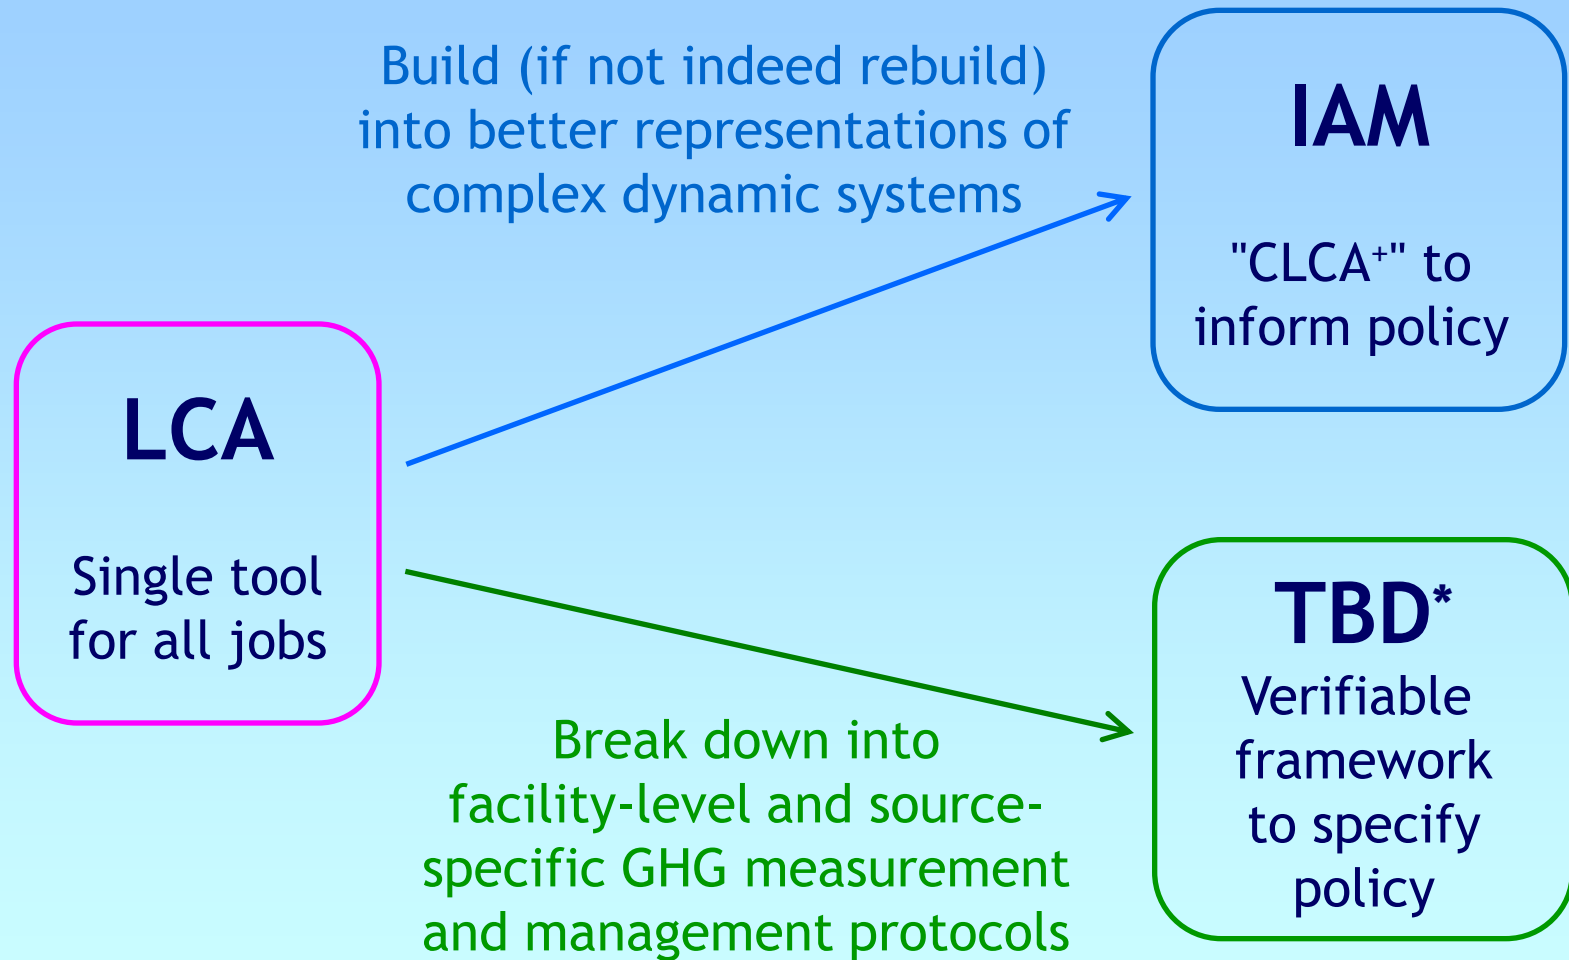 Build (if not indeed rebuild)
into better representations of
complex dynamic systems
IAM
"CLCA⁺" to
inform policy
LCA
Single tool
for all jobs
Break down into
facility-level and source-
specific GHG measurement
and management protocols
TBD*
Verifiable
framework
to specify
policy